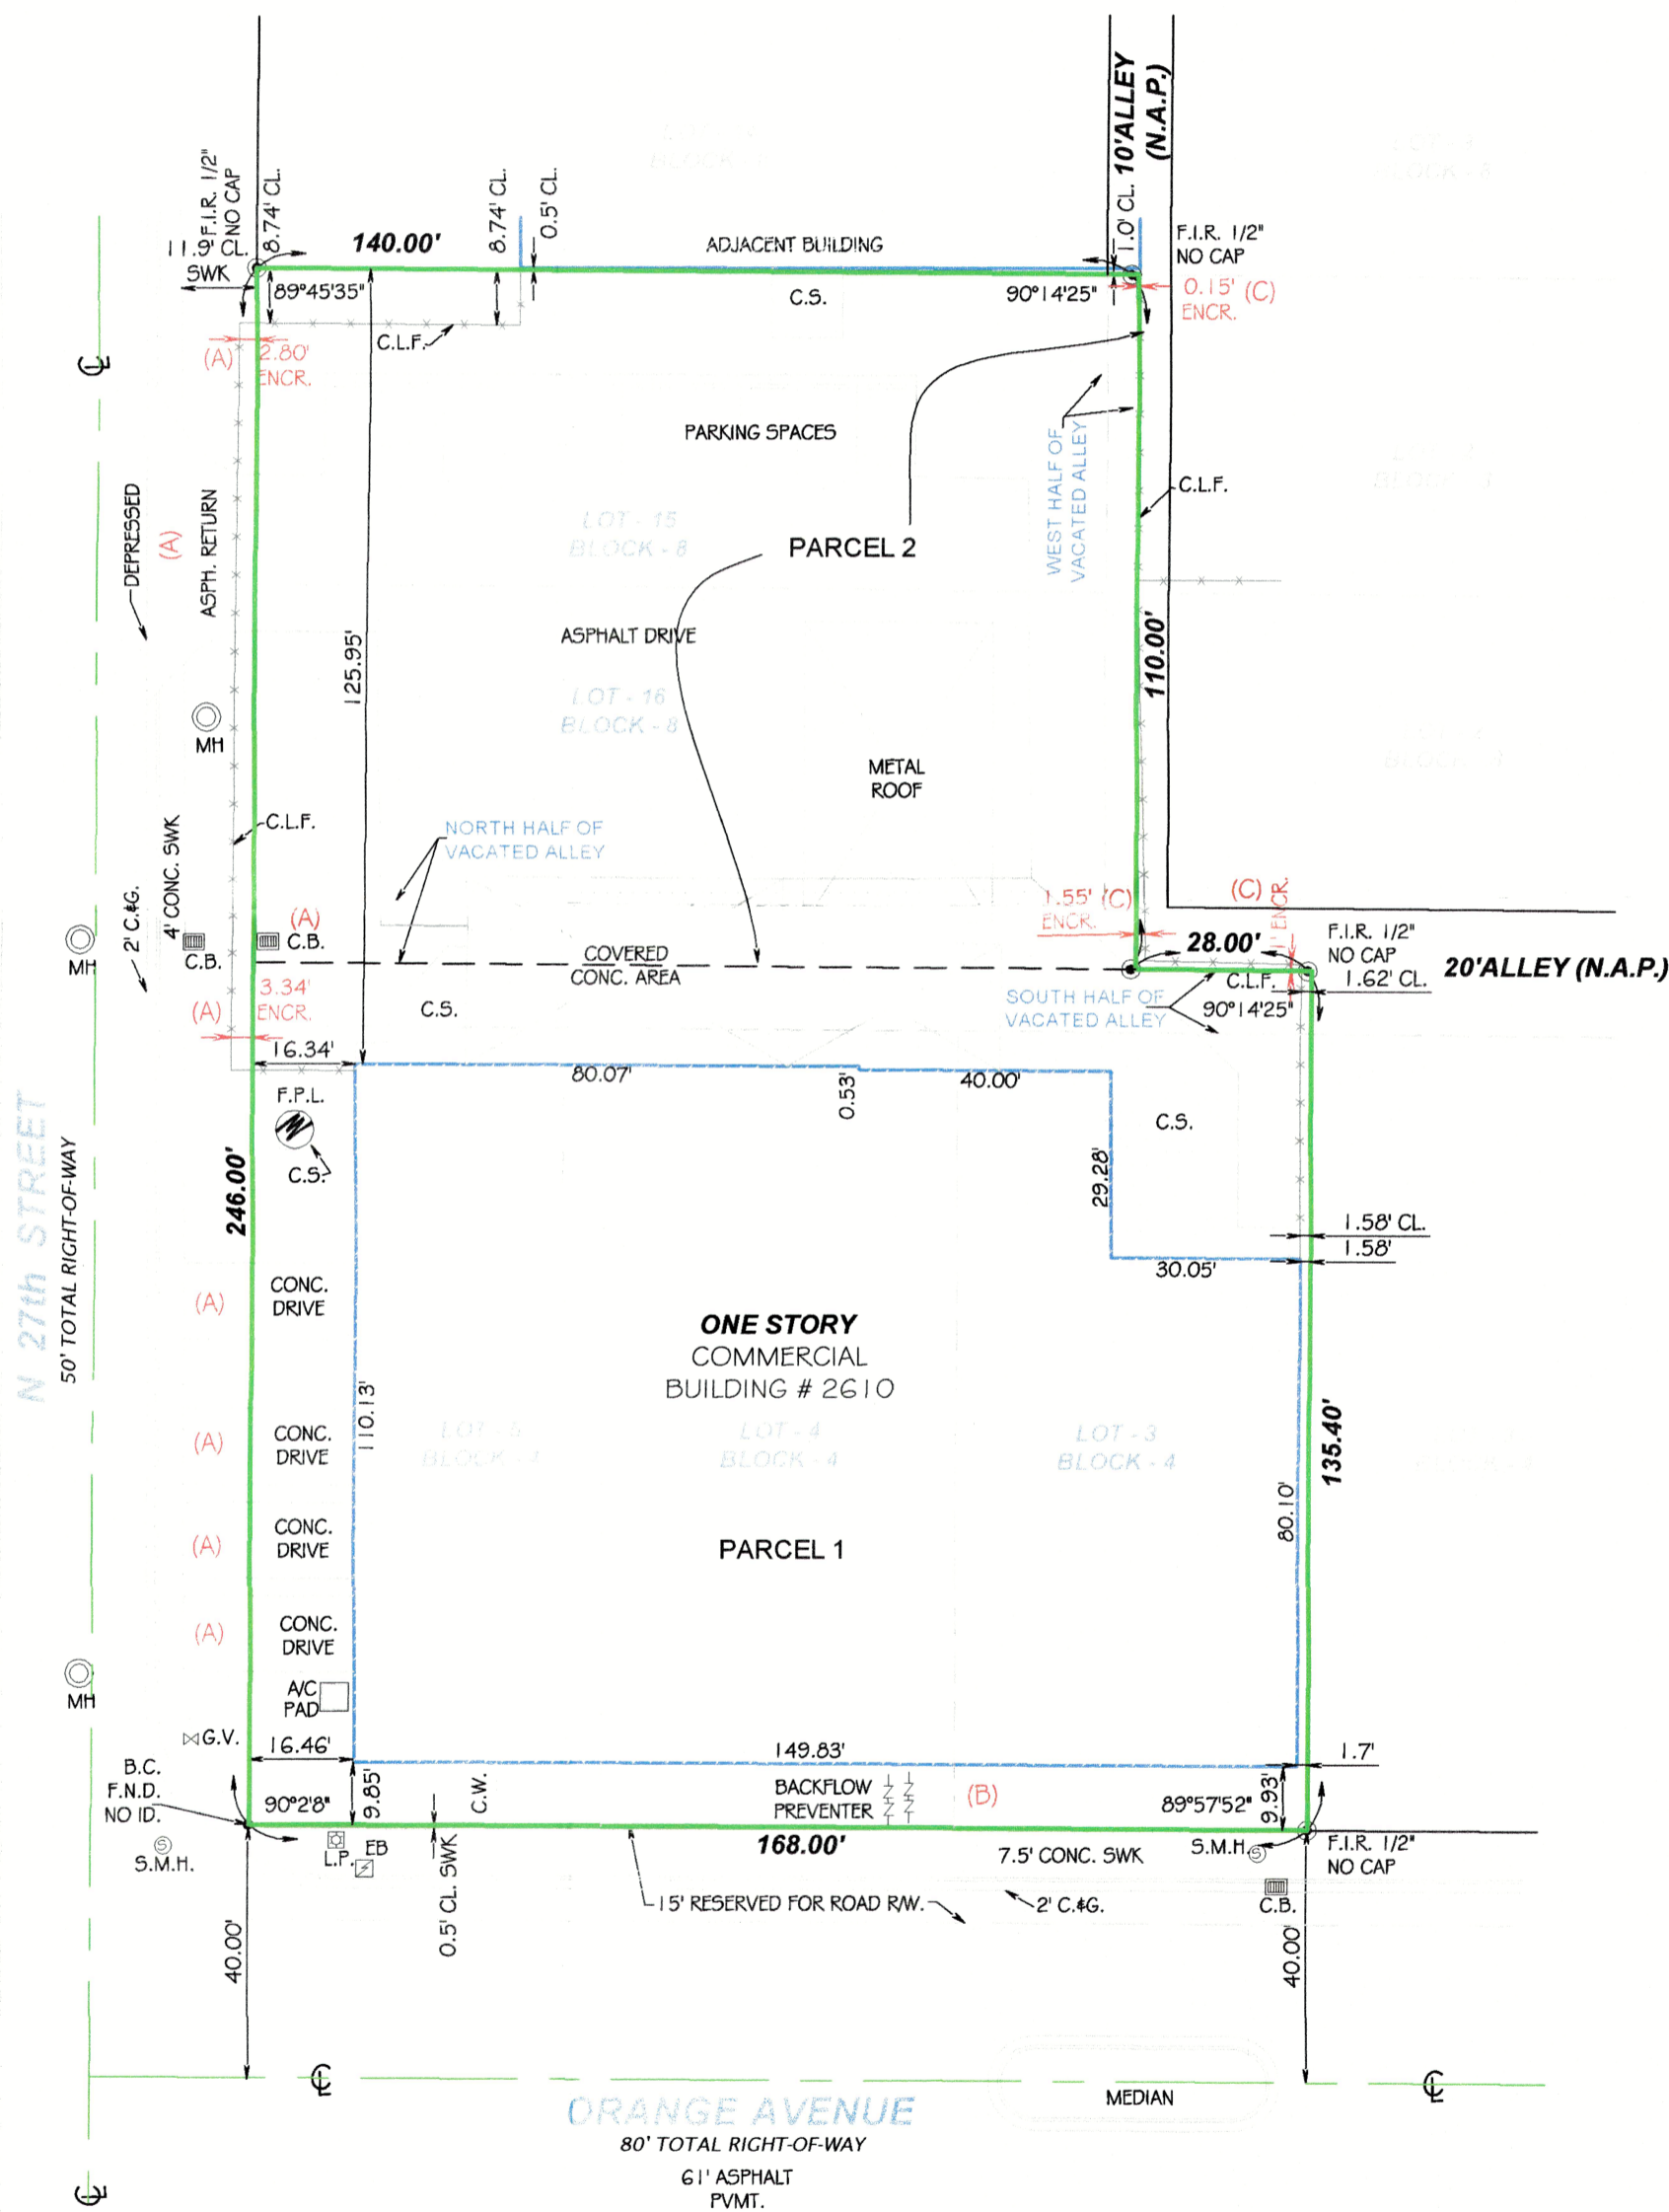 10'ALLEY
(N.A.P.)
F.I.R. 1/2"
NO CAP
8.74' CL.
8.74' CL.
0.5' CL.
1.0' CL.
11.9' CL.
SWK
140.00'
ADJACENT BUILDING
F.I.R. 1/2"
NO CAP
89°45'35"
C.S.
90°14'25"
0.15' (C)
ENCR.
C.L.F.
(A)
2.80'
ENCR.
PARKING SPACES
WEST HALF OF
VACATED ALLEY
C.L.F.
DEPRESSED
(A)
ASPH. RETURN
LOT - 15
BLOCK - 8
PARCEL 2
125.95'
ASPHALT DRIVE
110.00'
LOT - 16
BLOCK - 8
MH
METAL
ROOF
C.L.F.
NORTH HALF OF
VACATED ALLEY
4' CONC. SWK
2' C.&G.
(A)
1.55' (C)
ENCR.
(C)
1' ENCR.
MH
C.B.
C.B.
COVERED
CONC. AREA
28.00'
F.I.R. 1/2"
NO CAP
20'ALLEY (N.A.P.)
C.L.F.
1.62' CL.
3.34'
(A)
ENCR.
C.S.
SOUTH HALF OF
VACATED ALLEY
90°14'25"
16.34'
80.07'
0.53'
40.00'
F.P.L.
C.S.
C.S.
29.28'
N 27th STREET
50' TOTAL RIGHT-OF-WAY
246.00'
1.58' CL.
1.58'
30.05'
(A)
CONC.
DRIVE
ONE STORY
COMMERCIAL
BUILDING # 2610
110.13'
(A)
CONC.
DRIVE
LOT - 5
BLOCK - 4
LOT - 4
BLOCK - 4
LOT - 3
BLOCK - 4
135.40'
80.10'
(A)
CONC.
DRIVE
PARCEL 1
(A)
CONC.
DRIVE
A/C
PAD
MH
G.V.
16.46'
149.83'
1.7'
B.C.
F.N.D.
NO ID.
90°2'8"
9.85'
C.W.
BACKFLOW
PREVENTER
(B)
89°57'52"
9.93'
S.M.H.
L.P.
EB
0.5' CL. SWK
168.00'
7.5' CONC. SWK
S.M.H.
F.I.R. 1/2"
NO CAP
15' RESERVED FOR ROAD R/W.
2' C.&G.
C.B.
40.00'
40.00'
MEDIAN
ORANGE AVENUE
80' TOTAL RIGHT-OF-WAY
61' ASPHALT
PVMT.